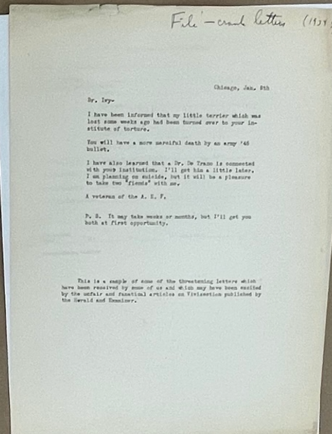 File - crank letters (1934)
Chicago, Jan. 8th
Dr. Ivy-
I have been informed that my little terrier which was
lost some weeks ago had been turned over to your in-
stitute of torture.
You will have a more merciful death by an army '45
bullet.
I have also learned that a Dr. De Traun is connected
with your institution. I'll get him a little later.
I am planning on suicide, but it will be a pleasure
to take two "fiends" with me.
A veteran of the A. E. F.
P. S. It may take weeks or months, but I'll get you
both at first opportunity.
This is a sample of some of the threatening letters which
have been received by some of us and which may have been excited
by the unfair and fanatical articles on Vivisection published by
the Herald and Examiner.